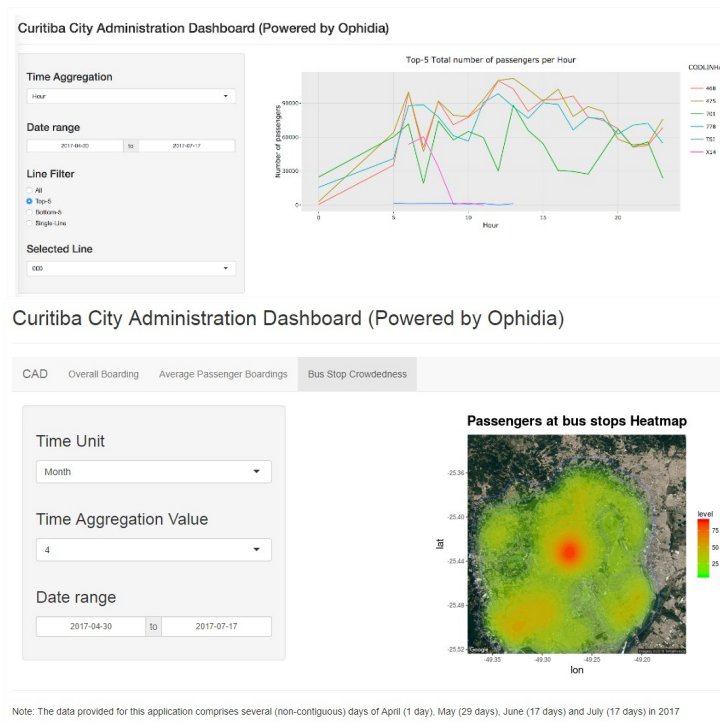 Curitiba City Administration Dashboard (Powered by Ophidia)
Time Aggregation
Hour
Date range
2017-04-30 to 2017-07-17
Line Filter
All
Top-5
Bottom-5
Single-Line
Selected Line
Top-5 Total number of passengers per Hour
Number of passengers
0-
0 5 10 15 20
Hour
CODLINHA
475
701
X14
Curitiba City Administration Dashboard (Powered by Ophidia)
CAD Overall Boarding Average Passenger Boardings Bus Stop Crowdedness
Time Unit
Month
Time Aggregation Value
4
Date range
2017-04-30 to 2017-07-17
Passengers at bus stops Heatmap
lat
-25.36
-25.40
-25.44
-25.48
-25.52
Google
-49.35 -49.30 -49.25 -49.20
lon
level
75
50
25
Note: The data provided for this application comprises several (non-contiguous) days of April (1 day), May (29 days), June (17 days) and July (17 days) in 2017